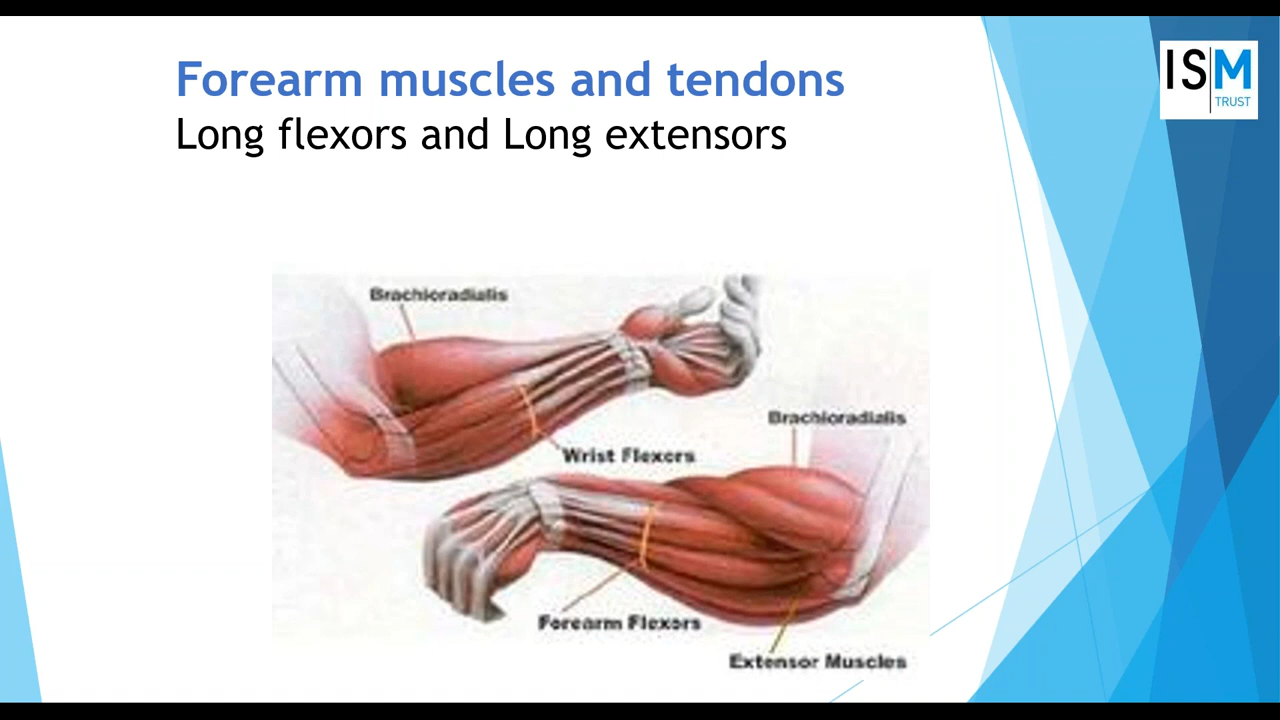 Forearm muscles and tendons
Long flexors and Long extensors
ISM
TRUST
Brachioradialis
Brachioradialis
Wrist Flexors
Forearm Flexors
Extensor Muscles